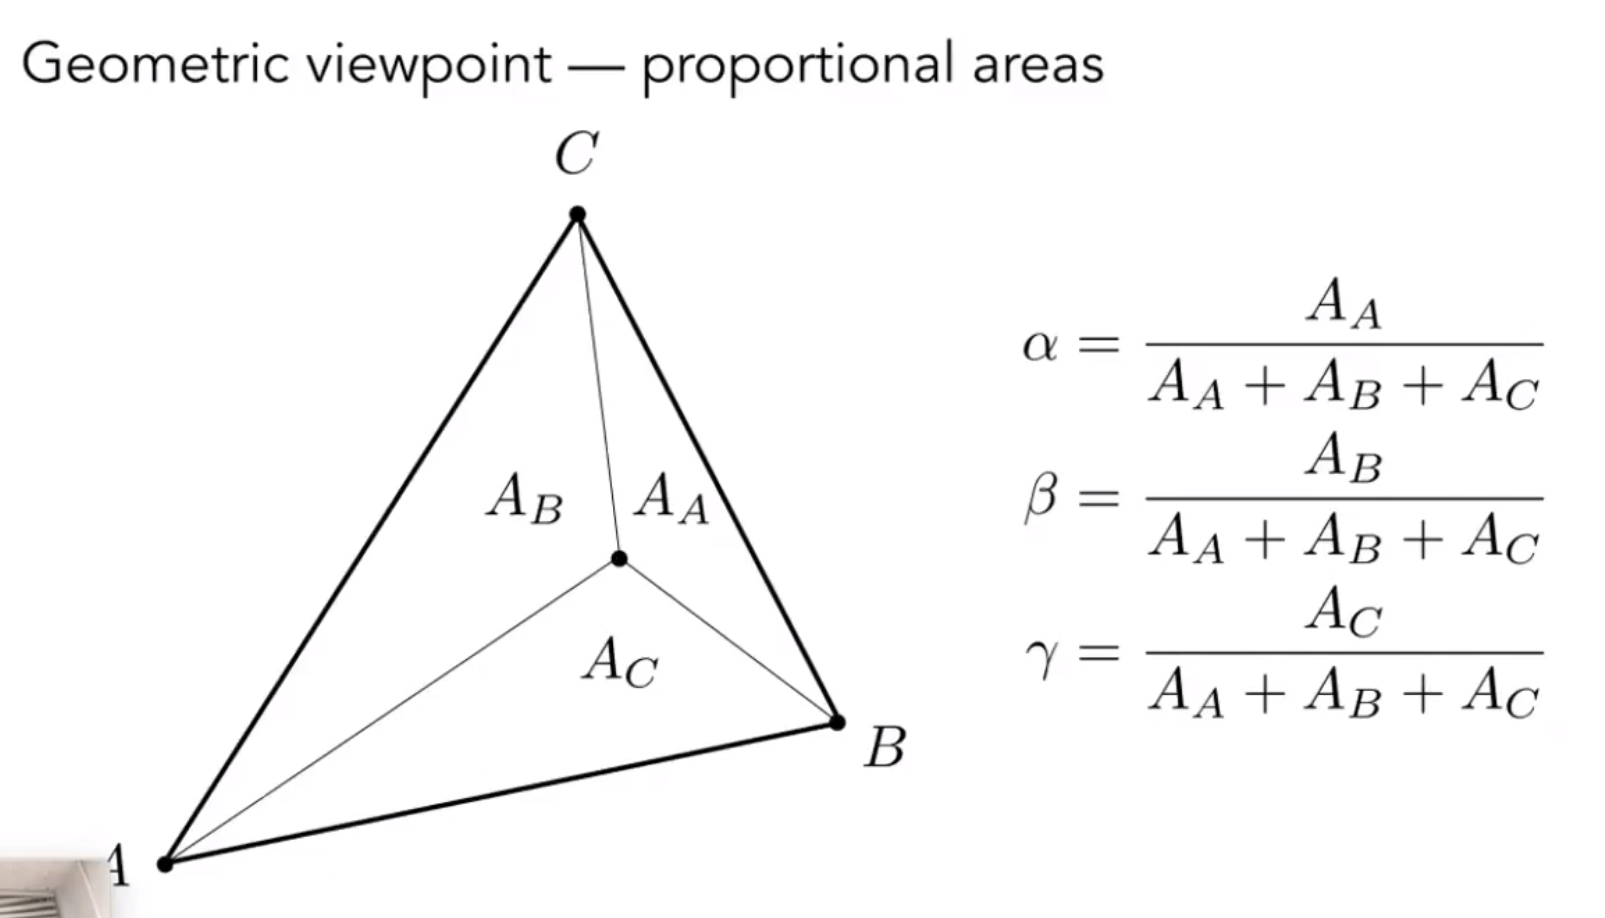 Geometric viewpoint — proportional areas
C
α = A_A / (A_A + A_B + A_C)
A_B A_A
β = A_B / (A_A + A_B + A_C)
A_C
γ = A_C / (A_A + A_B + A_C)
B
A